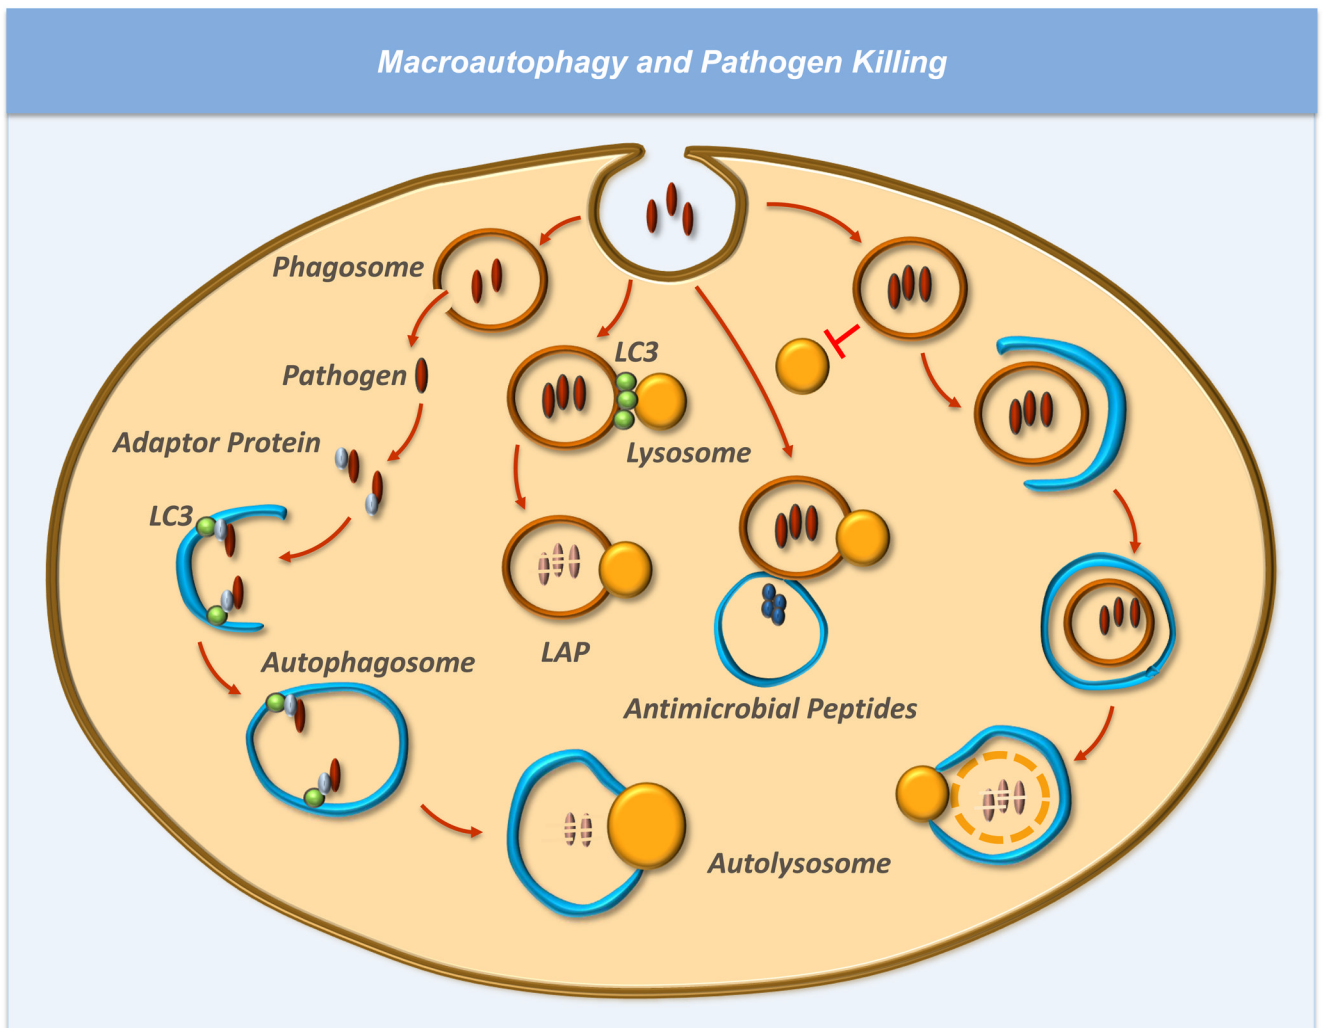 Macroautophagy and Pathogen Killing
Phagosome
LC3
Pathogen
Adaptor Protein
Lysosome
LC3
LAP
Autophagosome
Antimicrobial Peptides
Autolysosome